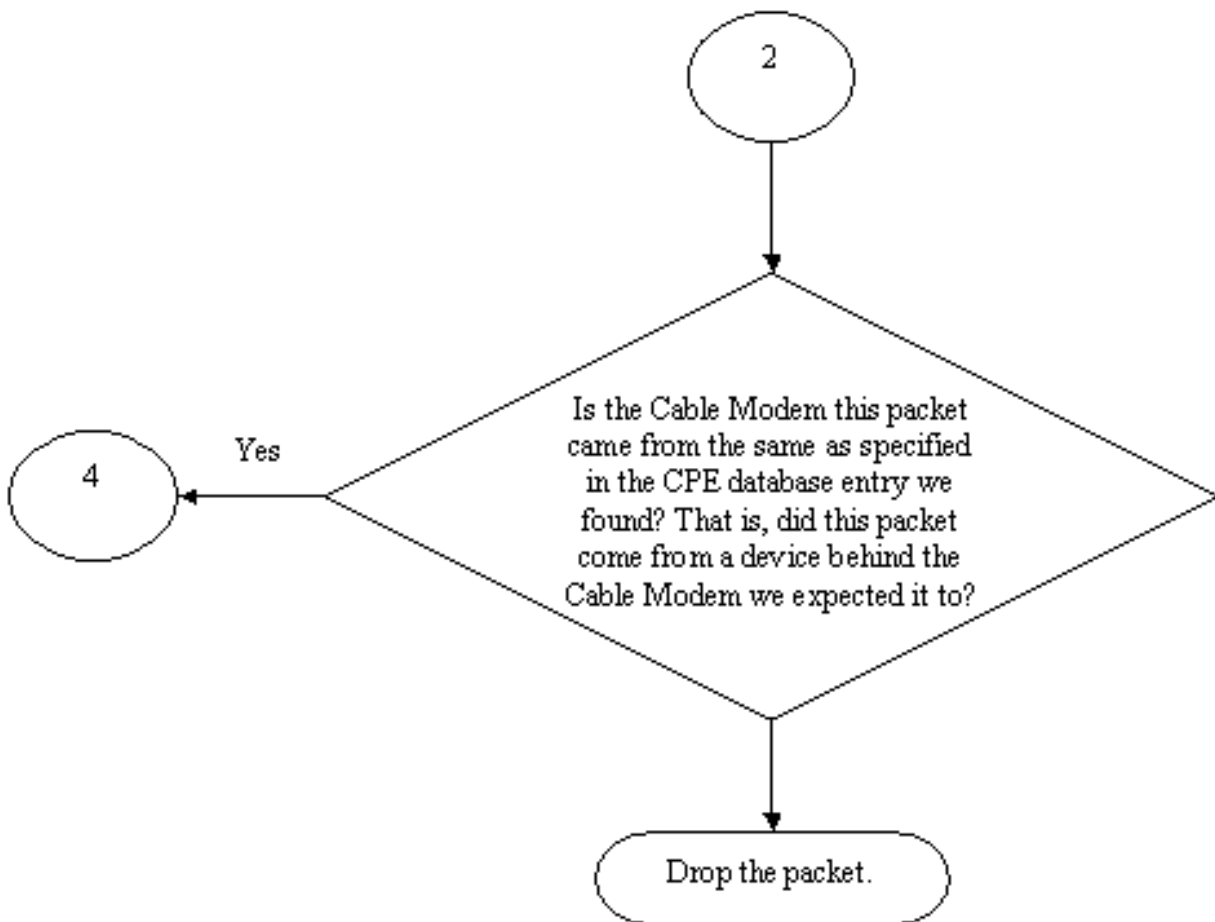 2
Is the Cable Modem this packet
came from the same as specified
in the CPE database entry we
found? That is, did this packet
come from a device behind the
Cable Modem we expected it to?
Yes
4
Drop the packet.